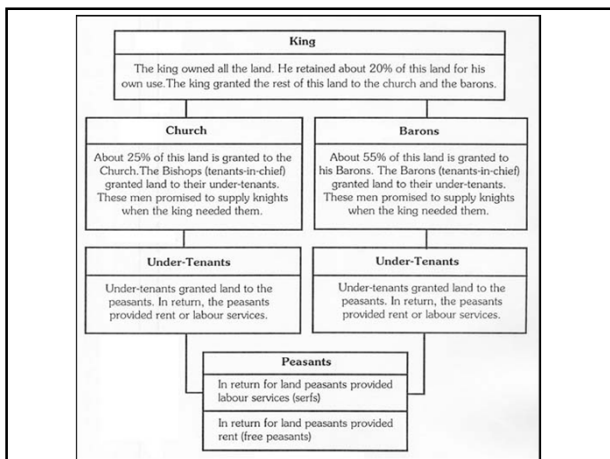 King
The king owned all the land. He retained about 20% of this land for his
own use.The king granted the rest of this land to the church and the barons.
Church
About 25% of this land is granted to the
Church.The Bishops (tenants-in-chief)
granted land to their under-tenants.
These men promised to supply knights
when the king needed them.
Barons
About 55% of this land is granted to
his Barons. The Barons (tenants-in-chief)
granted land to their under-tenants.
These men promised to supply knights
when the king needed them.
Under-Tenants
Under-tenants granted land to the
peasants. In return, the peasants
provided rent or labour services.
Under-Tenants
Under-tenants granted land to the
peasants. In return, the peasants
provided rent or labour services.
Peasants
In return for land peasants provided
labour services (serfs)
In return for land peasants provided
rent (free peasants)